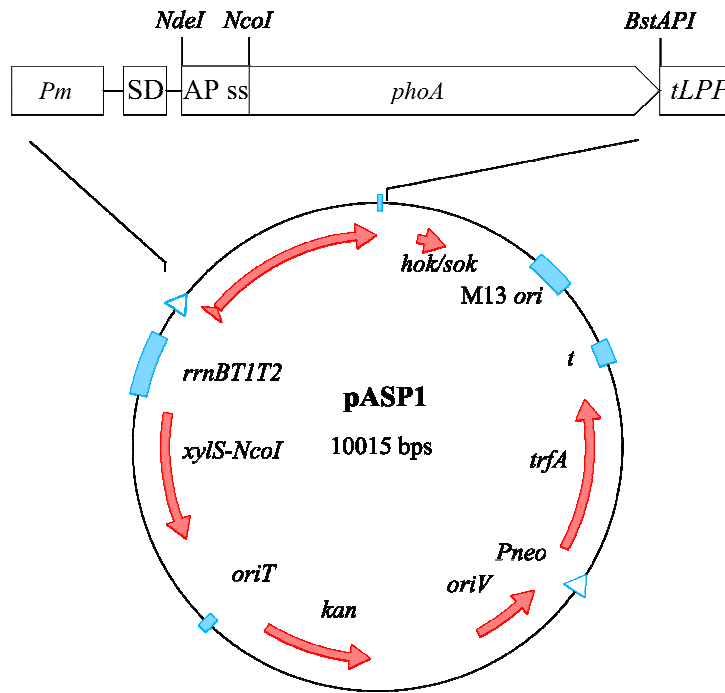 NdeI NcoI BstAPI
Pm SD AP ss phoA tLPP
hok/sok
M13 ori
t
rrnBT1T2
pASP1
xylS-NcoI 10015 bps
trfA
Pneo
oriT oriV
kan